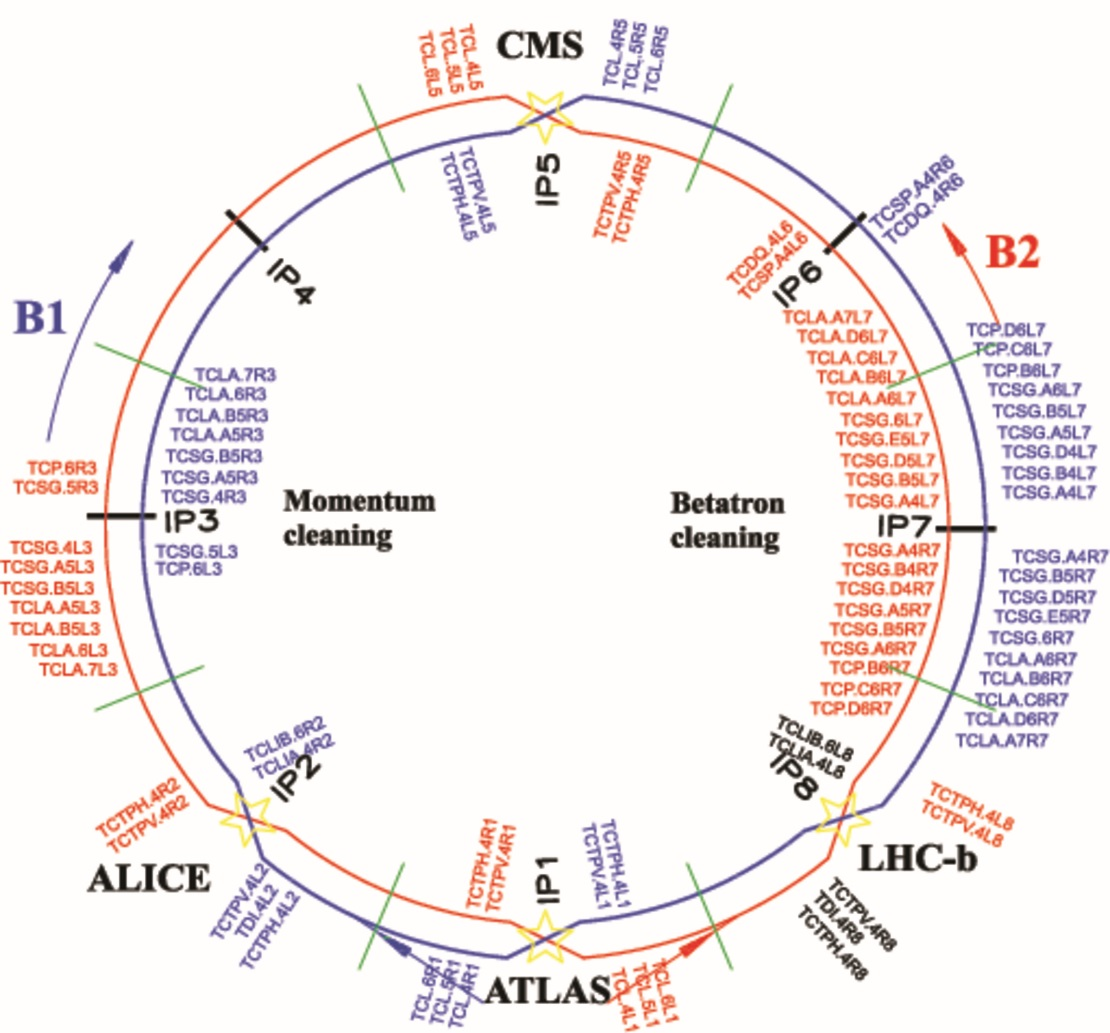 CMS
TCL.4L5
TCL.5L5
TCL.6L5
TCL.4R5
TCL.5R5
TCL.6R5
TCTPV.4L5
TCTPH.4L5
IP5
TCTPV.4R5
TCTPH.4R5
TCSP.A4R6
TCDQ.4R6
TCDQ.4L6
TCSP.A4L6
IP6
IP4
B1
B2
TCLA.7R3
TCLA.6R3
TCLA.B5R3
TCLA.A5R3
TCSG.B5R3
TCSG.A5R3
TCSG.4R3
TCP.6R3
TCSG.5R3
IP3
TCSG.5L3
TCP.6L3
TCSG.4L3
TCSG.A5L3
TCSG.B5L3
TCLA.A5L3
TCLA.B5L3
TCLA.6L3
TCLA.7L3
Momentum
cleaning
Betatron
cleaning
TCLA.A7L7
TCLA.D6L7
TCLA.C6L7
TCLA.B6L7
TCLA.A6L7
TCSG.6L7
TCSG.E5L7
TCSG.D5L7
TCSG.B5L7
TCSG.A4L7
IP7
TCSG.A4R7
TCSG.B4R7
TCSG.D4R7
TCSG.A5R7
TCSG.B5R7
TCSG.A6R7
TCP.B6R7
TCP.C6R7
TCP.D6R7
TCP.D6L7
TCP.C6L7
TCP.B6L7
TCSG.A6L7
TCSG.B5L7
TCSG.A5L7
TCSG.D4L7
TCSG.B4L7
TCSG.A4L7
TCSG.A4R7
TCSG.B5R7
TCSG.D5R7
TCSG.E5R7
TCSG.6R7
TCLA.A6R7
TCLA.B6R7
TCLA.C6R7
TCLA.D6R7
TCLA.A7R7
TCLIB.6R2
TCLIA.4R2
IP2
TCTPH.4R2
TCTPV.4R2
ALICE
TCTPV.4L2
TDI.4L2
TCTPH.4L2
TCLIB.6L8
TCLIA.4L8
IP8
TCTPH.4L8
TCTPV.4L8
LHC-b
TCTPV.4R8
TDI.4R8
TCTPH.4R8
TCTPH.4R1
TCTPV.4R1
IP1
TCTPH.4L1
TCTPV.4L1
TCL.6R1
TCL.5R1
TCL.4R1
ATLAS
TCL.6L1
TCL.5L1
TCL.4L1